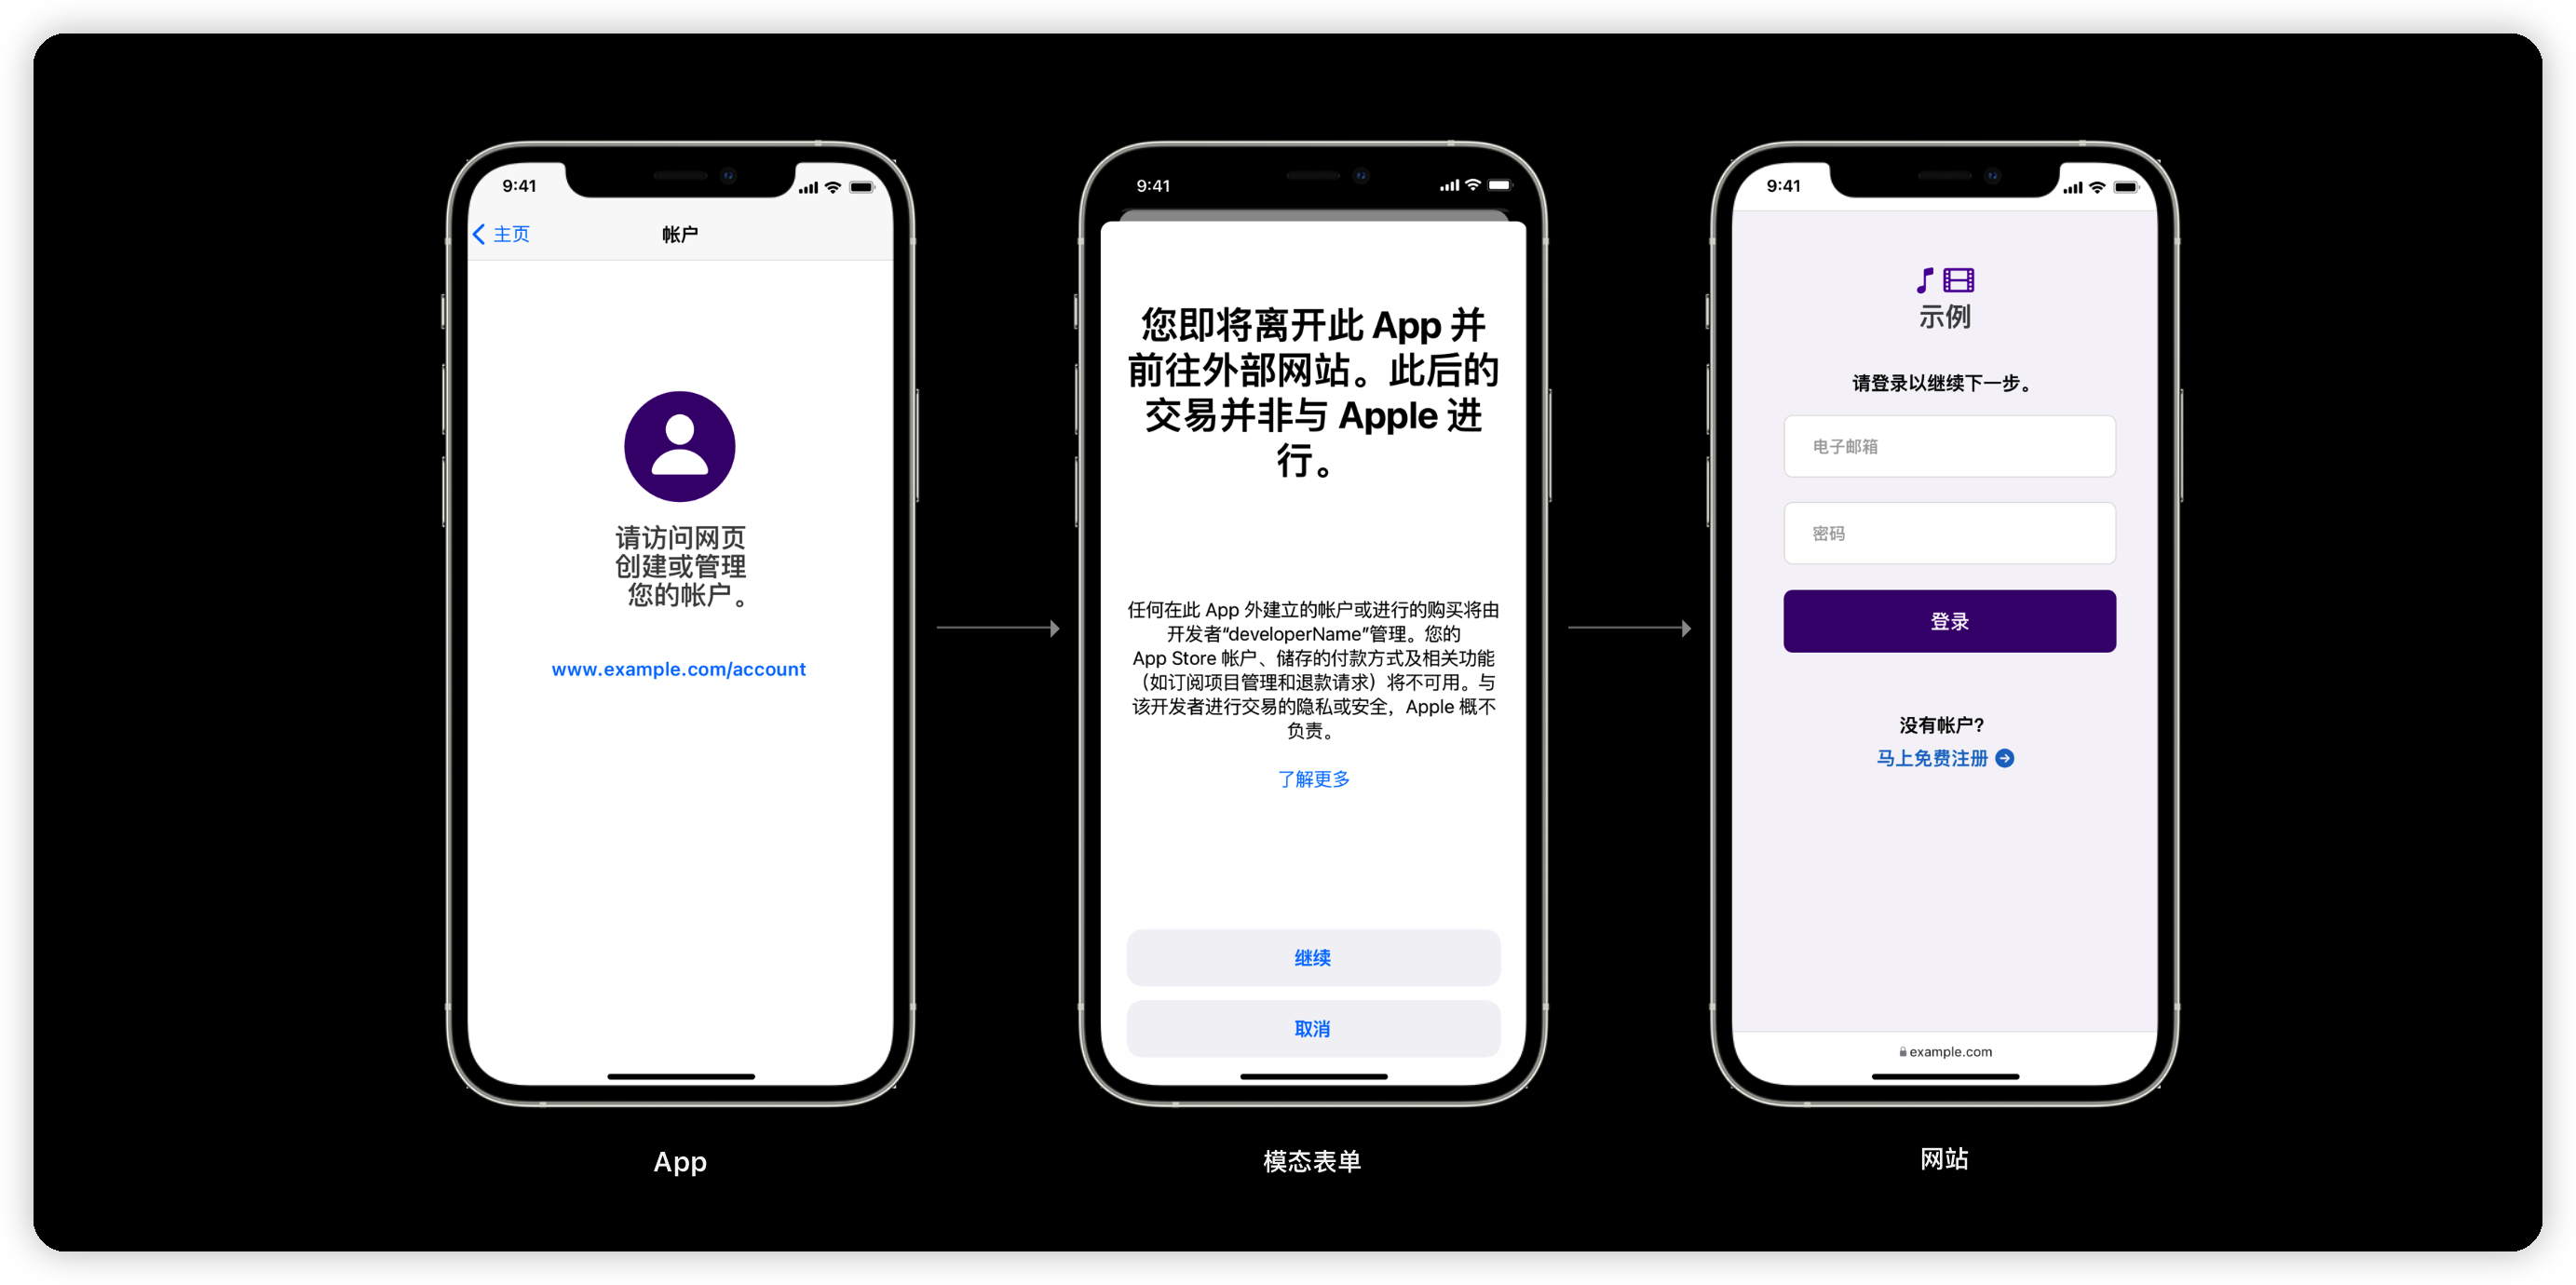 9:41
主页
帐户
请访问网页
创建或管理
您的帐户。
www.example.com/account
App
9:41
您即将离开此 App 并
前往外部网站。此后的
交易并非与 Apple 进
行。
任何在此 App 外建立的帐户或进行的购买将由
开发者“developerName”管理。您的
App Store 帐户、储存的付款方式及相关功能
（如订阅项目管理和退款请求）将不可用。与
该开发者进行交易的隐私或安全，Apple 概不
负责。
了解更多
继续
取消
模态表单
9:41
示例
请登录以继续下一步。
电子邮箱
密码
登录
没有帐户?
马上免费注册
example.com
网站